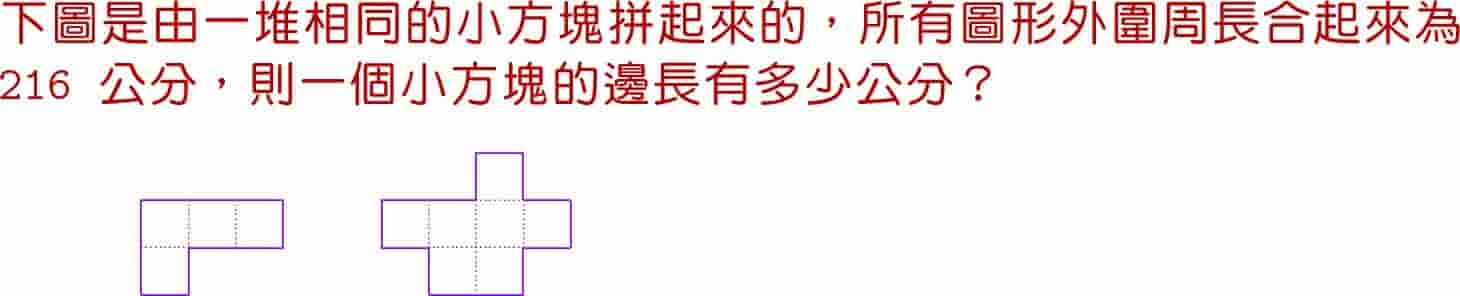 下圖是由一堆相同的小方塊拼起來的，所有圖形外圍周長合起來為
216 公分，則一個小方塊的邊長有多少公分？